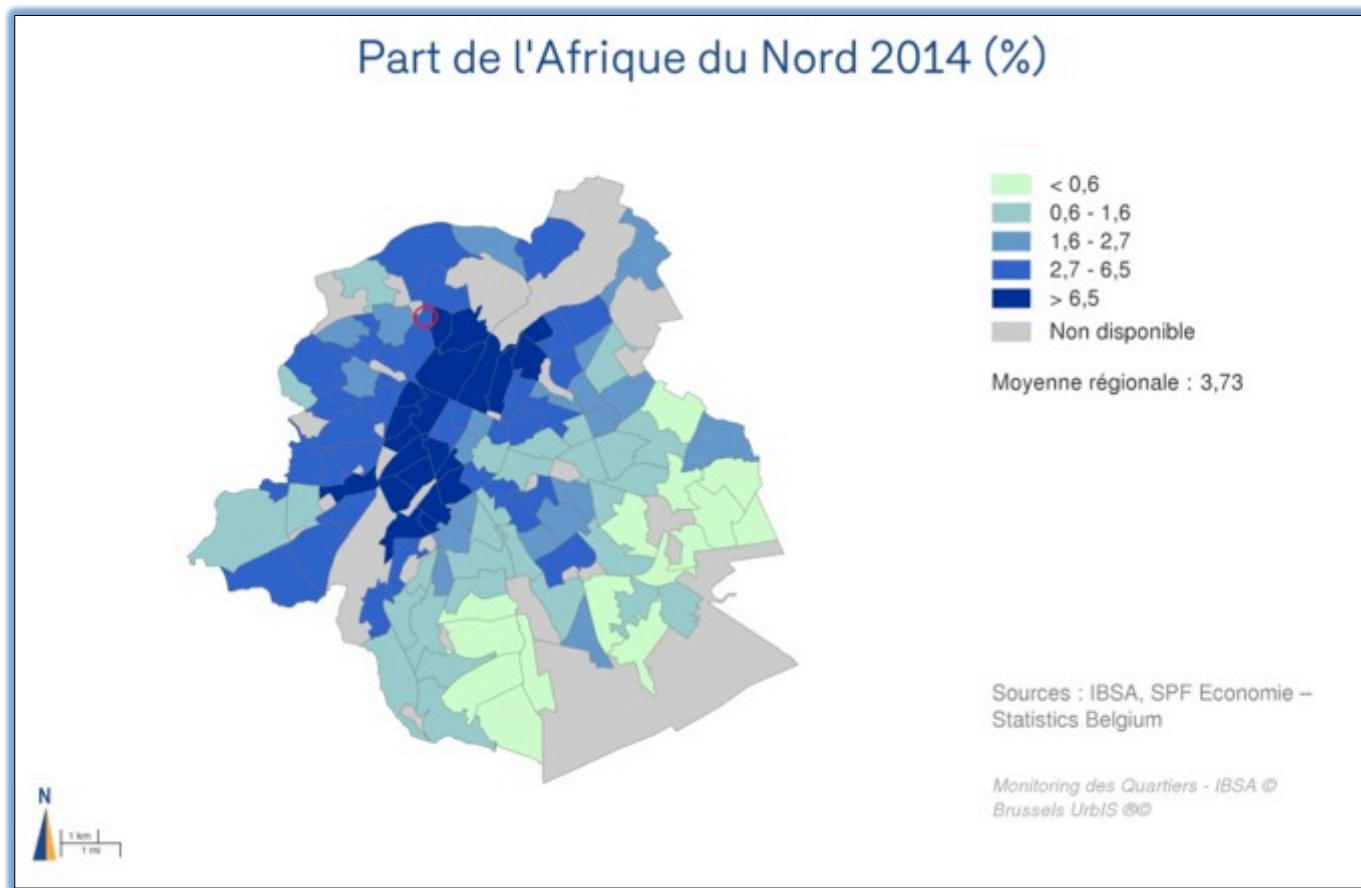 Part de l'Afrique du Nord 2014 (%)
< 0,6
0,6 - 1,6
1,6 - 2,7
2,7 - 6,5
> 6,5
Non disponible
Moyenne régionale : 3,73
Sources : IBSA, SPF Economie –
Statistics Belgium
Monitoring des Quartiers - IBSA ©
Brussels UrbIS ®©
N
1 km
1 mi